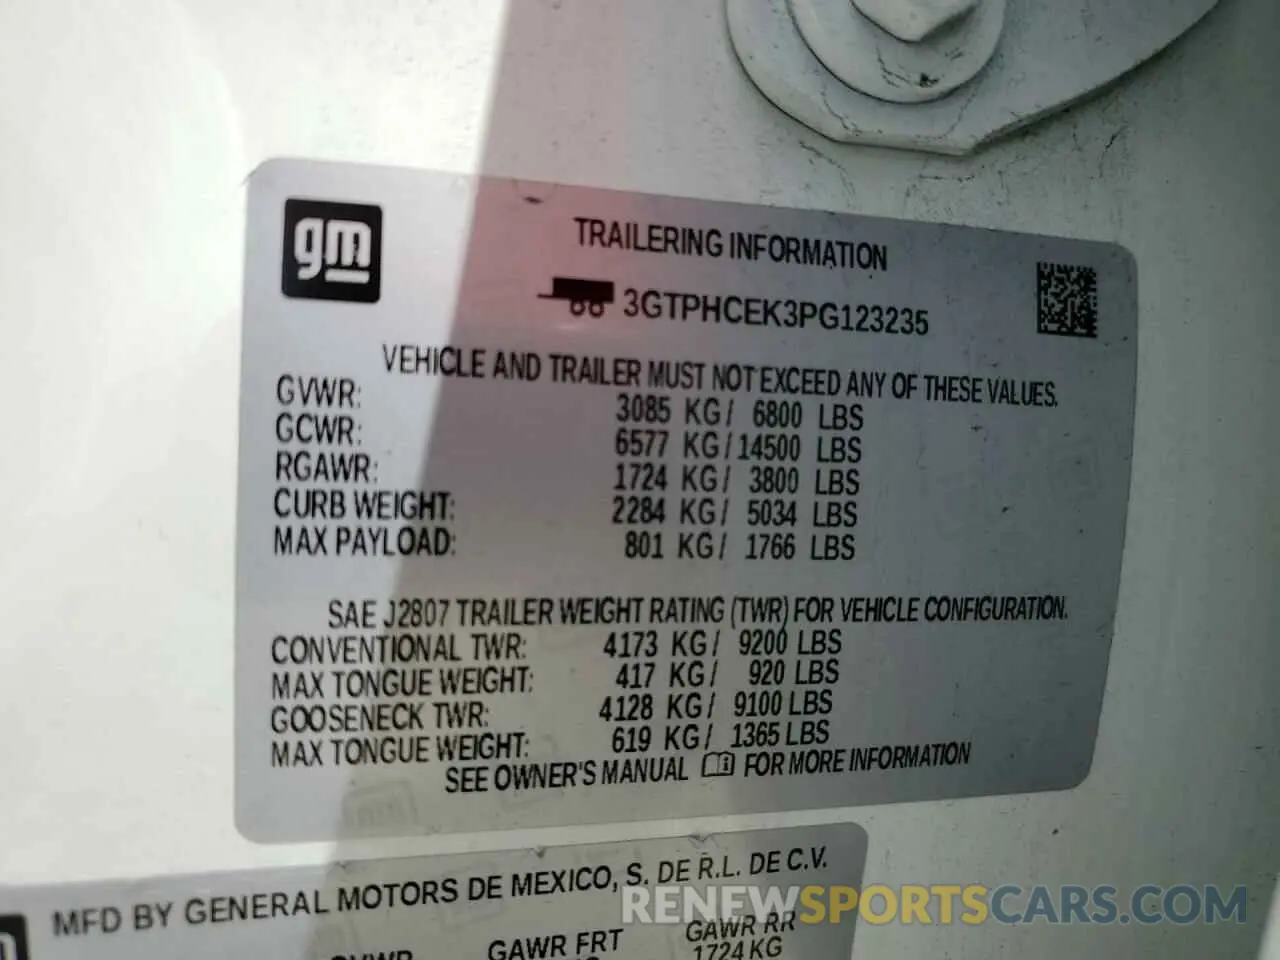 gm
TRAILERING INFORMATION
3GTPHCEK3PG123235
VEHICLE AND TRAILER MUST NOT EXCEED ANY OF THESE VALUES.
GVWR: 3085 KG/ 6800 LBS
GCWR: 6577 KG/14500 LBS
RGAWR: 1724 KG/ 3800 LBS
CURB WEIGHT: 2284 KG/ 5034 LBS
MAX PAYLOAD: 801 KG/ 1766 LBS
SAE J2807 TRAILER WEIGHT RATING (TWR) FOR VEHICLE CONFIGURATION.
CONVENTIONAL TWR: 4173 KG/ 9200 LBS
MAX TONGUE WEIGHT: 417 KG/ 920 LBS
GOOSENECK TWR: 4128 KG/ 9100 LBS
MAX TONGUE WEIGHT: 619 KG/ 1365 LBS
SEE OWNER'S MANUAL FOR MORE INFORMATION
MFD BY GENERAL MOTORS DE MEXICO, S. DE R.L. DE C.V.
RENEWSPORTSCARS.COM
GVWR GAWR FRT GAWR RR
1724 KG